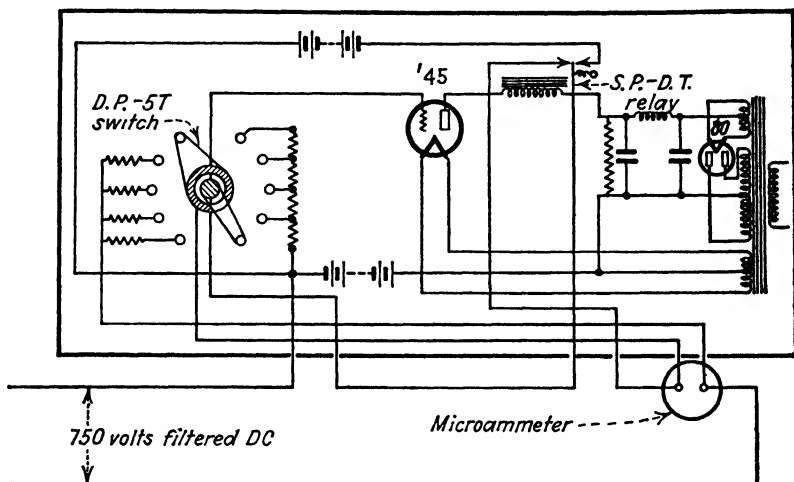 '45
S.P.-D.T.
relay
D.P.-5T
switch
80
Microammeter
750 volts filtered DC